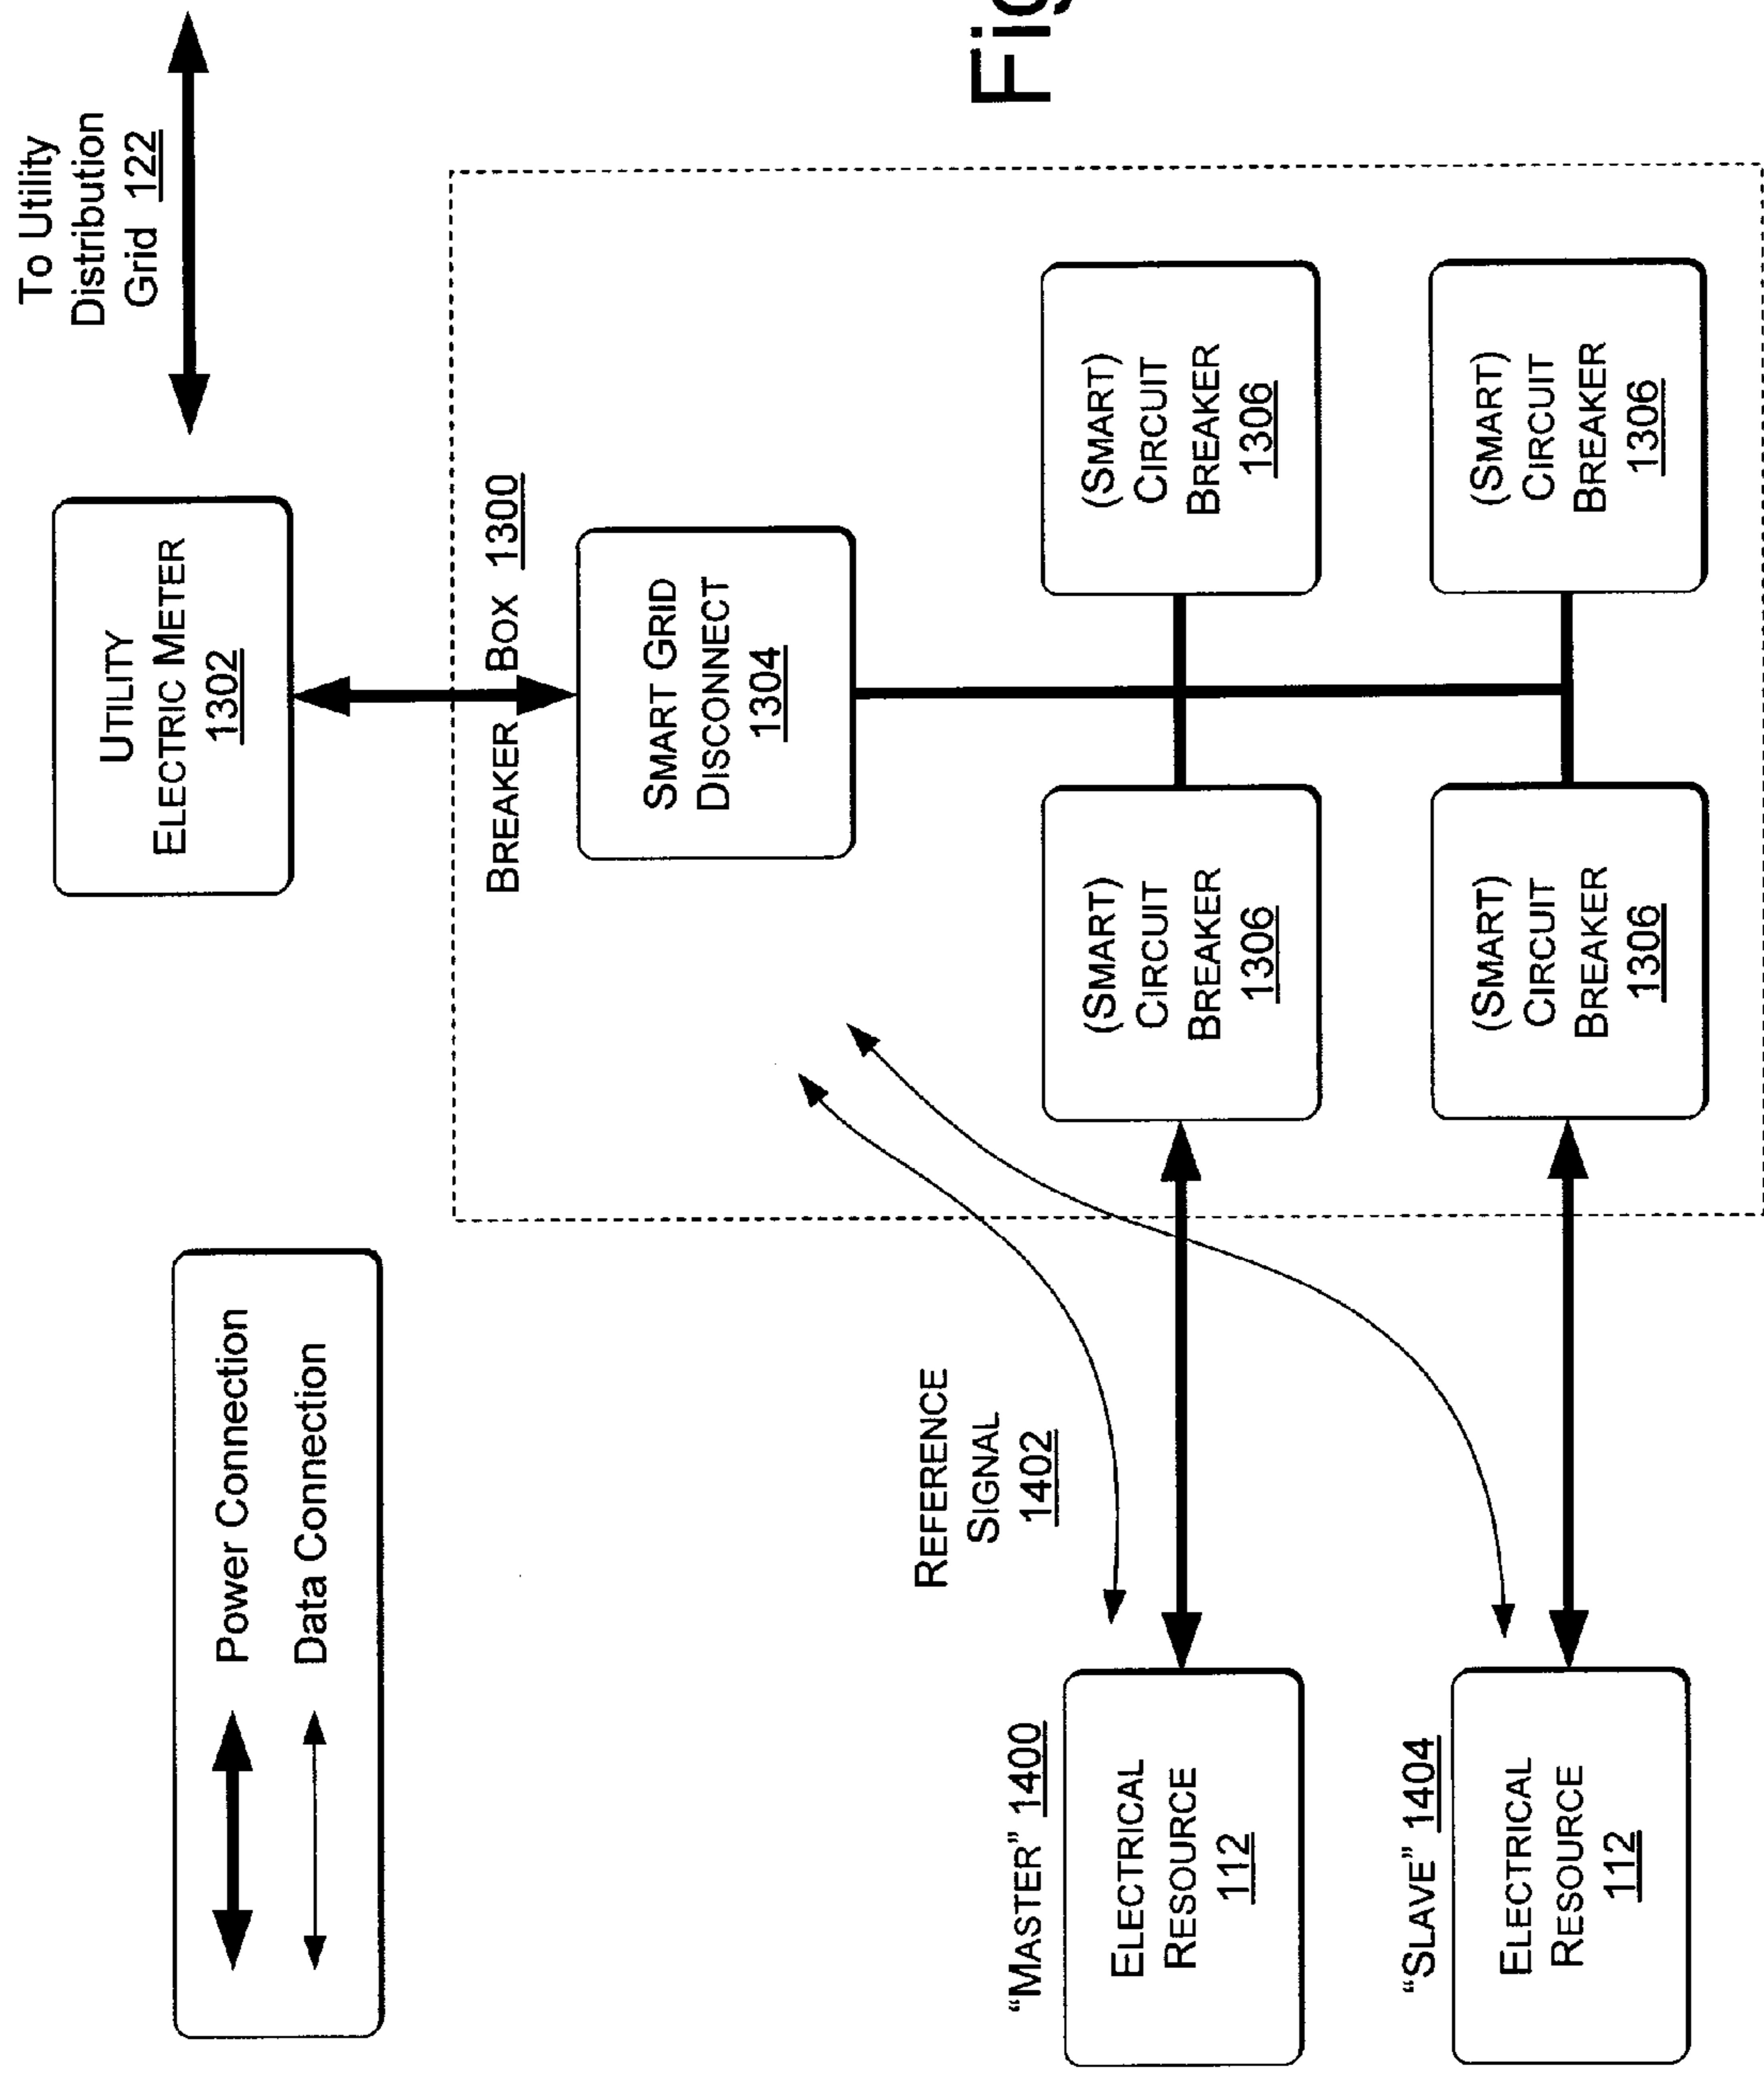 To Utility
Distribution
Grid 122
Power Connection
Data Connection
UTILITY
ELECTRIC METER
1302
BREAKER BOX 1300
SMART GRID
DISCONNECT
1304
REFERENCE
SIGNAL
1402
"MASTER" 1400
ELECTRICAL
RESOURCE
112
(SMART)
CIRCUIT
BREAKER
1306
(SMART)
CIRCUIT
BREAKER
1306
"SLAVE" 1404
ELECTRICAL
RESOURCE
112
(SMART)
CIRCUIT
BREAKER
1306
(SMART)
CIRCUIT
BREAKER
1306